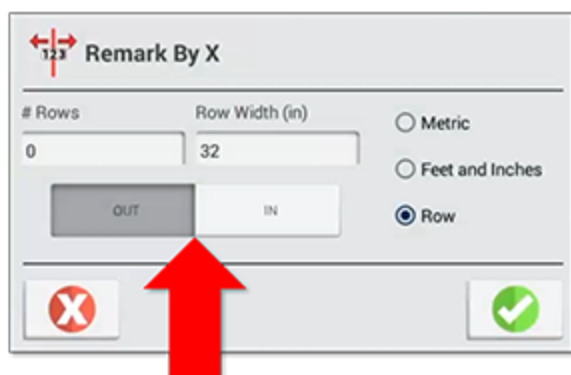 123
Remark By X
# Rows
Row Width (in)
0
32
Metric
Feet and Inches
Row
OUT
IN